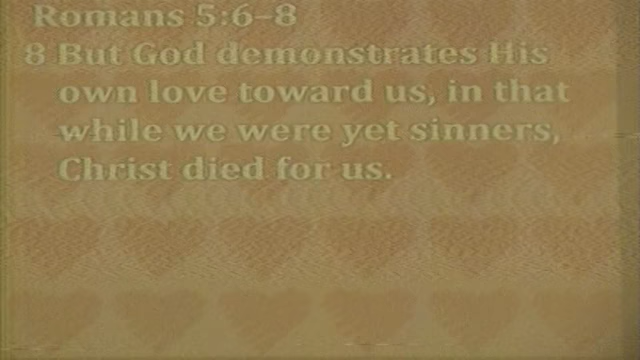 Romans 5:6–8
8 But God demonstrates His
own love toward us, in that
while we were yet sinners,
Christ died for us.